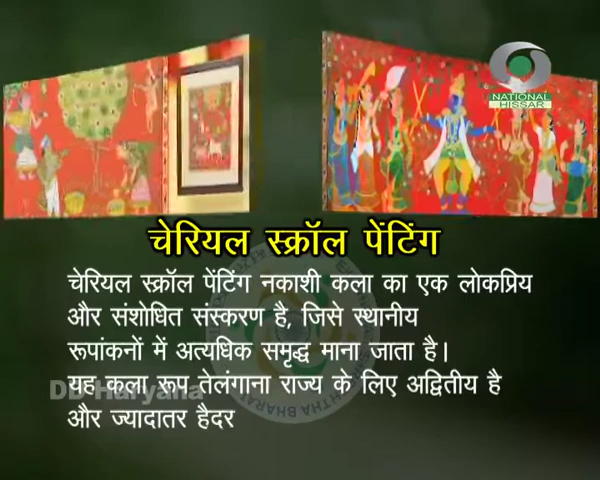 NATIONAL
HISSAR
चेरियल स्क्रॉल पेंटिंग
चेरियल स्क्रॉल पेंटिंग नकाशी कला का एक लोकप्रिय
और संशोधित संस्करण है, जिसे स्थानीय
रूपांकनों में अत्यधिक समृद्ध माना जाता है।
यह कला रूप तेलंगाना राज्य के लिए अद्वितीय है
DD Haryana
और ज्यादातर हैदर